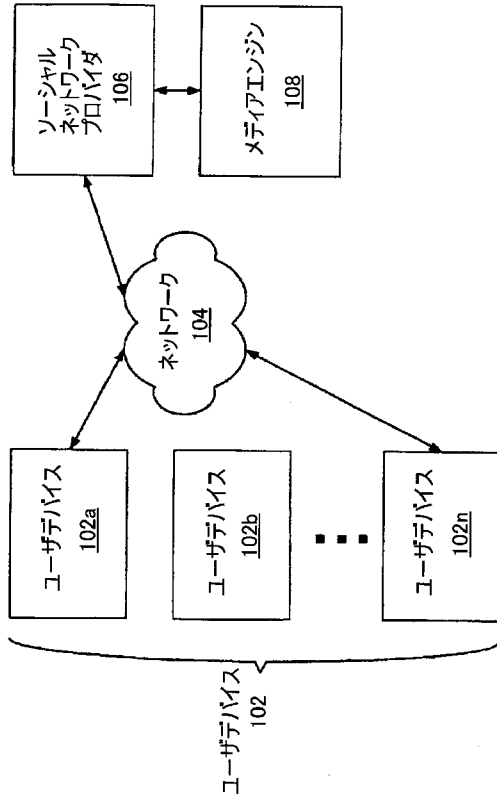 ユーザデバイス
102
ユーザデバイス
102a
ユーザデバイス
102b
ユーザデバイス
102n
ネットワーク
104
ソーシャル
ネットワーク
プロバイダ
106
メディアエンジン
108